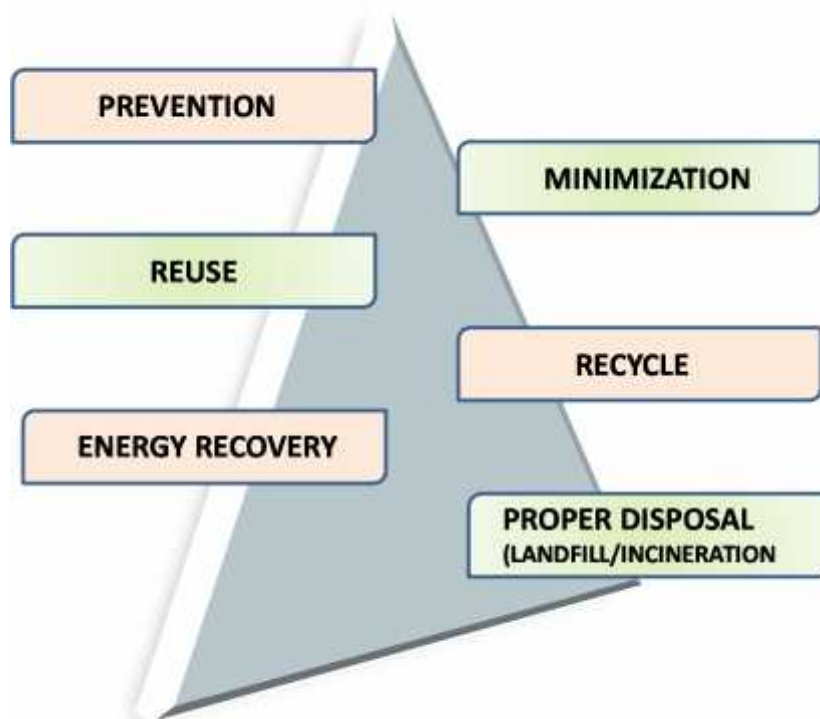 PREVENTION
MINIMIZATION
REUSE
RECYCLE
ENERGY RECOVERY
PROPER DISPOSAL
(LANDFILL/INCINERATION